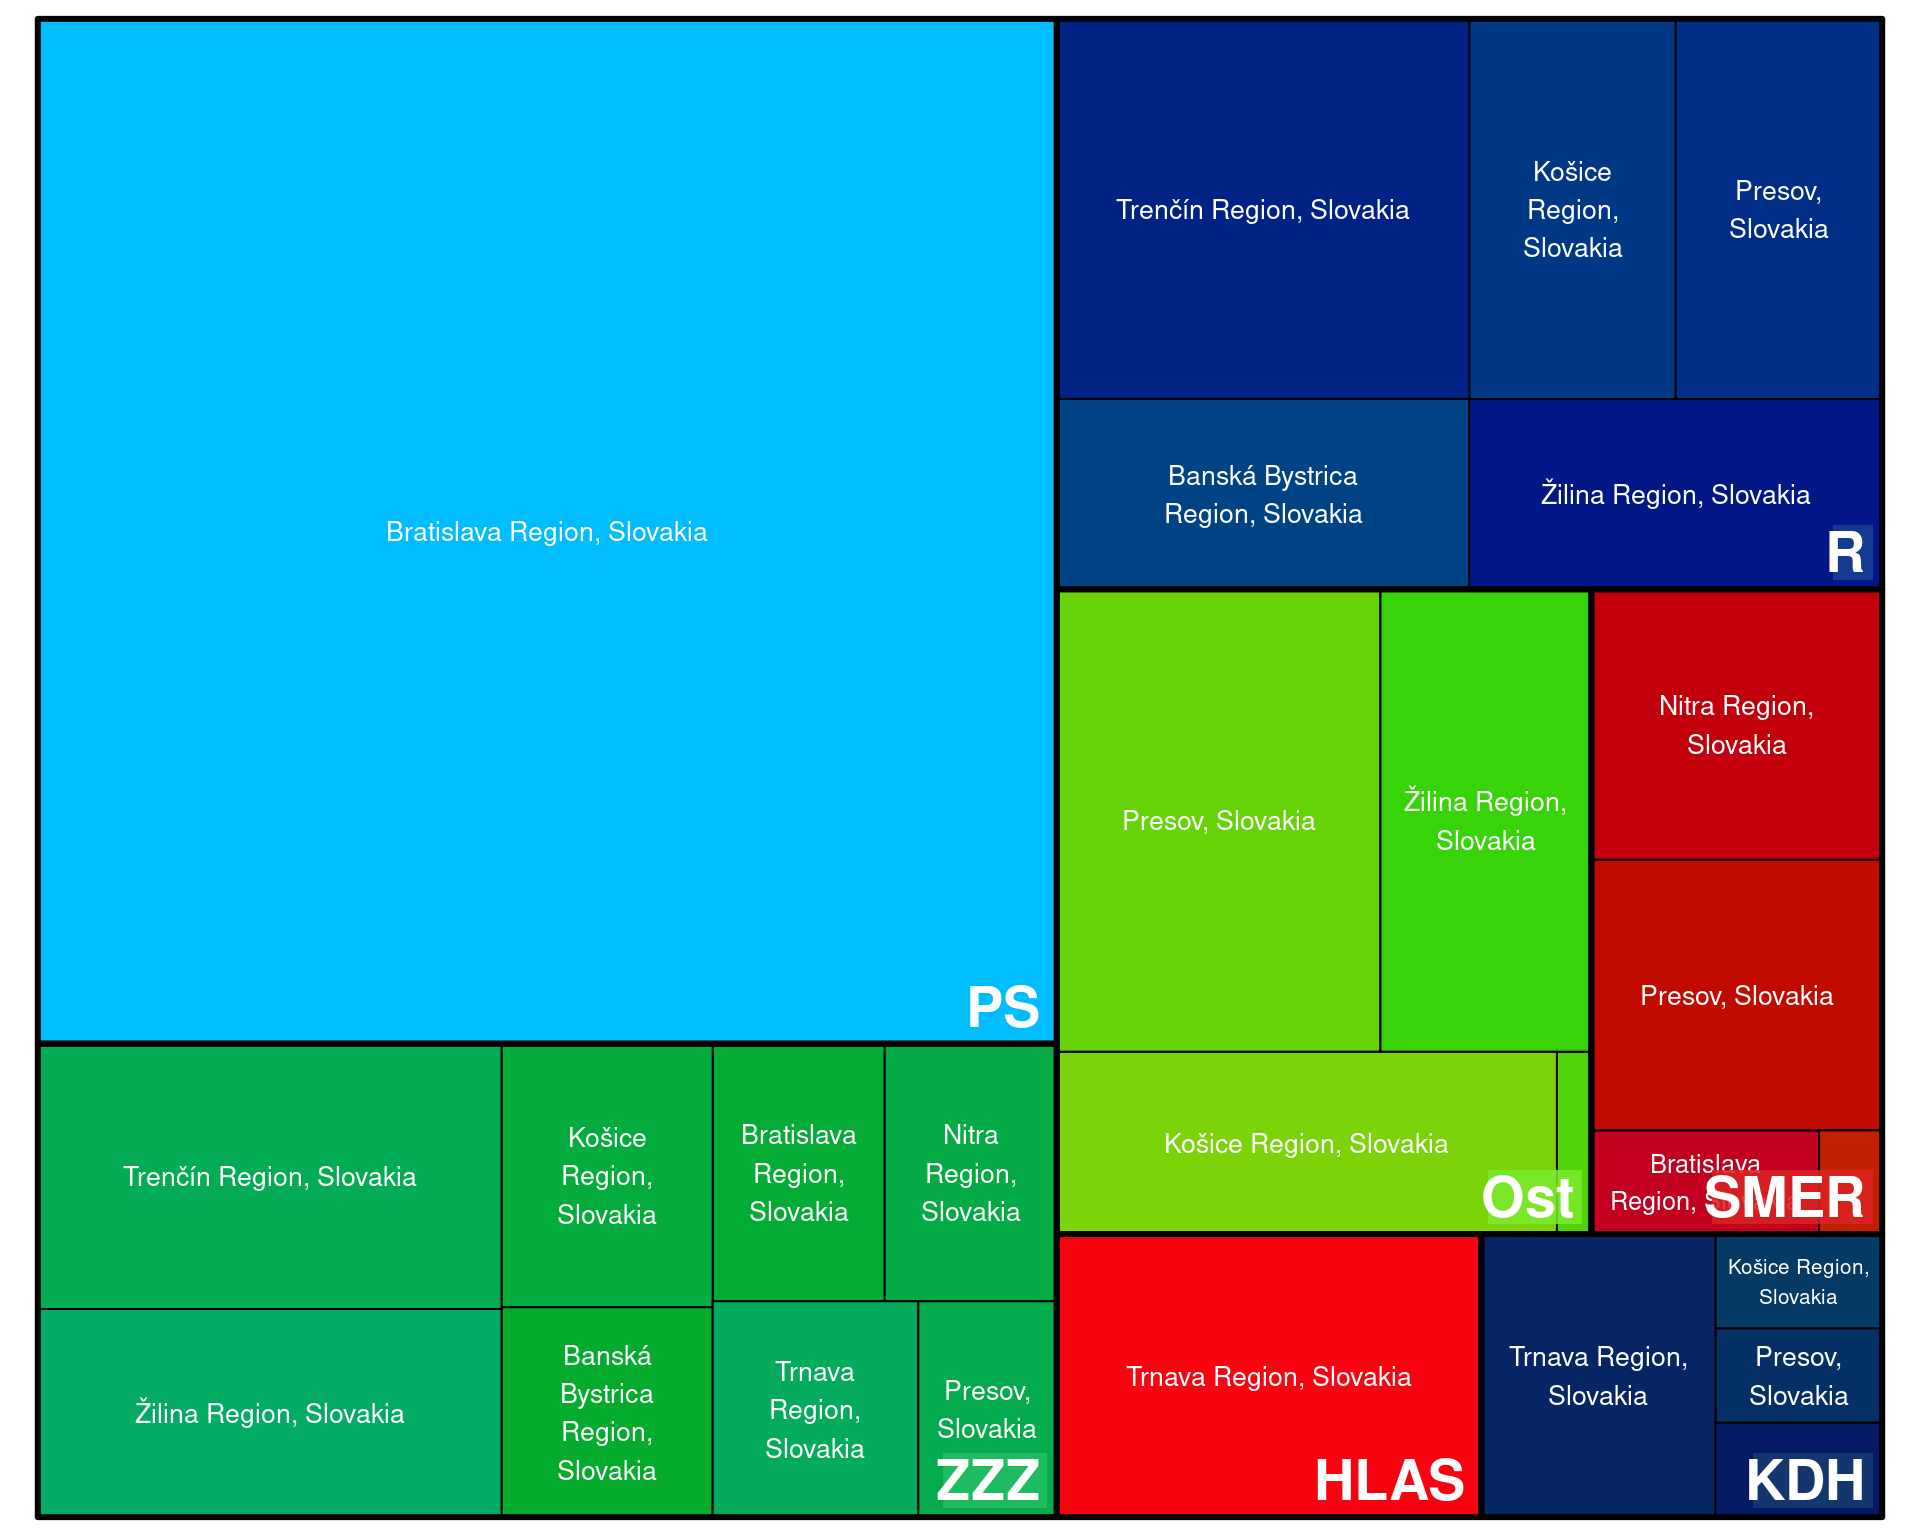 Bratislava Region, Slovakia
PS
Trenčín Region, Slovakia
Košice
Region,
Slovakia
Presov,
Slovakia
Banská Bystrica
Region, Slovakia
Žilina Region, Slovakia
R
Presov, Slovakia
Žilina Region,
Slovakia
Košice Region, Slovakia
Ost
Nitra Region,
Slovakia
Presov, Slovakia
Bratislava
Region,
SMER
Trenčín Region, Slovakia
Košice
Region,
Slovakia
Bratislava
Region,
Slovakia
Nitra
Region,
Slovakia
Žilina Region, Slovakia
Banská
Bystrica
Region,
Slovakia
Trnava
Region,
Slovakia
Presov,
Slovakia
ZZZ
Trnava Region, Slovakia
HLAS
Trnava Region,
Slovakia
Košice Region,
Slovakia
Presov,
Slovakia
KDH